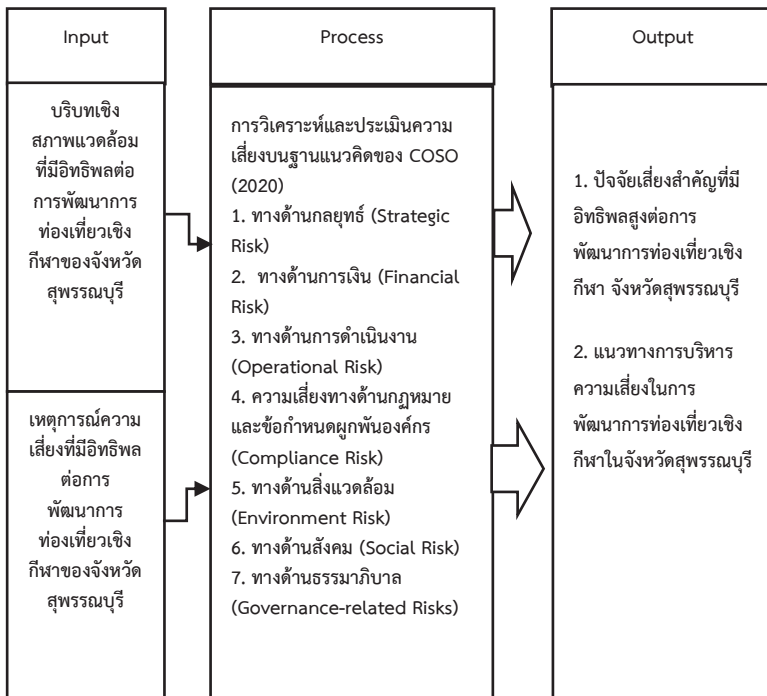 Input
บริบทเชิง
สภาพแวดล้อม
ที่มีอิทธิพลต่อ
การพัฒนาการ
ท่องเที่ยวเชิง
กีฬาของจังหวัด
สุพรรณบุรี
เหตุการณ์ความ
เสี่ยงที่มีอิทธิพล
ต่อการ
พัฒนาการ
ท่องเที่ยวเชิง
กีฬาของจังหวัด
สุพรรณบุรี
Process
การวิเคราะห์และประเมินความ
เสี่ยงบนฐานแนวคิดของ COSO
(2020)
1. ทางด้านกลยุทธ์ (Strategic
Risk)
2. ทางด้านการเงิน (Financial
Risk)
3. ทางด้านการดำเนินงาน
(Operational Risk)
4. ความเสี่ยงทางด้านกฎหมาย
และข้อกำหนดผูกพันองค์กร
(Compliance Risk)
5. ทางด้านสิ่งแวดล้อม
(Environment Risk)
6. ทางด้านสังคม (Social Risk)
7. ทางด้านธรรมาภิบาล
(Governance-related Risks)
Output
1. ปัจจัยเสี่ยงสำคัญที่มี
อิทธิพลสูงต่อการ
พัฒนาการท่องเที่ยวเชิง
กีฬา จังหวัดสุพรรณบุรี
2. แนวทางการบริหาร
ความเสี่ยงในการ
พัฒนาการท่องเที่ยวเชิง
กีฬาในจังหวัดสุพรรณบุรี